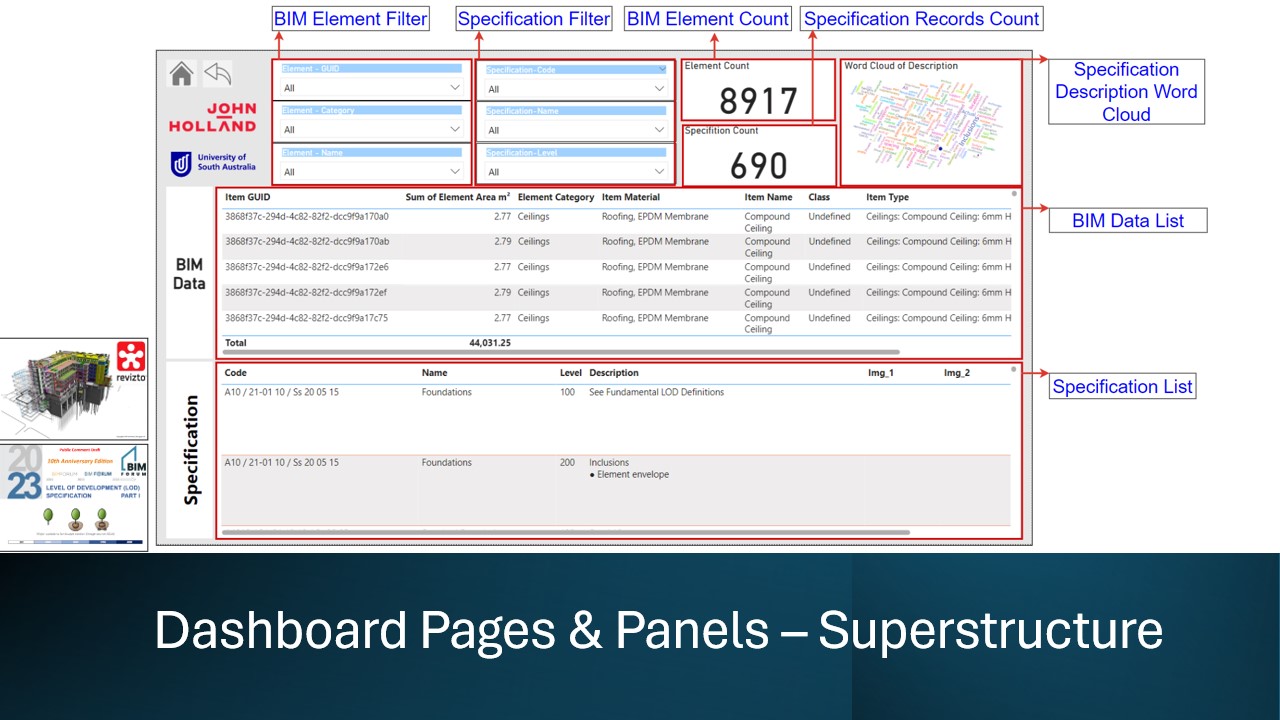 BIM Element Filter
Specification Filter
BIM Element Count
Specification Records Count
Element - GUID
All
Element - Category
All
Element - Name
All
Specification-Code
All
Specification-Name
All
Specification-Level
All
Element Count
8917
Specifition Count
690
Word Cloud of Description
Inclusions
Specification
Description Word
Cloud
JOHN
HOLLAND
University of
South Australia
BIM
Data
Item GUID Sum of Element Area m² Element Category Item Material Item Name Class Item Type
3868f37c-294d-4c82-82f2-dcc9f9a170a0 2.77 Ceilings Roofing, EPDM Membrane Compound Ceiling Undefined Ceilings: Compound Ceiling: 6mm H
3868f37c-294d-4c82-82f2-dcc9f9a170ab 2.79 Ceilings Roofing, EPDM Membrane Compound Ceiling Undefined Ceilings: Compound Ceiling: 6mm H
3868f37c-294d-4c82-82f2-dcc9f9a172e6 2.77 Ceilings Roofing, EPDM Membrane Compound Ceiling Undefined Ceilings: Compound Ceiling: 6mm H
3868f37c-294d-4c82-82f2-dcc9f9a172ef 2.79 Ceilings Roofing, EPDM Membrane Compound Ceiling Undefined Ceilings: Compound Ceiling: 6mm H
3868f37c-294d-4c82-82f2-dcc9f9a17c75 2.77 Ceilings Roofing, EPDM Membrane Compound Ceiling Undefined Ceilings: Compound Ceiling: 6mm H
Total 44,031.25
BIM Data List
Specification
Code Name Level Description Img_1 Img_2
A10 / 21-01 10 / Ss 20 05 15 Foundations 100 See Fundamental LOD Definitions
A10 / 21-01 10 / Ss 20 05 15 Foundations 200 Inclusions
● Element envelope
Specification List
revizto
2023
Public Comment Draft
10th Anniversary Edition
BIM
FORUM
LEVEL OF DEVELOPMENT (LOD)
SPECIFICATION PART I
Dashboard Pages & Panels – Superstructure